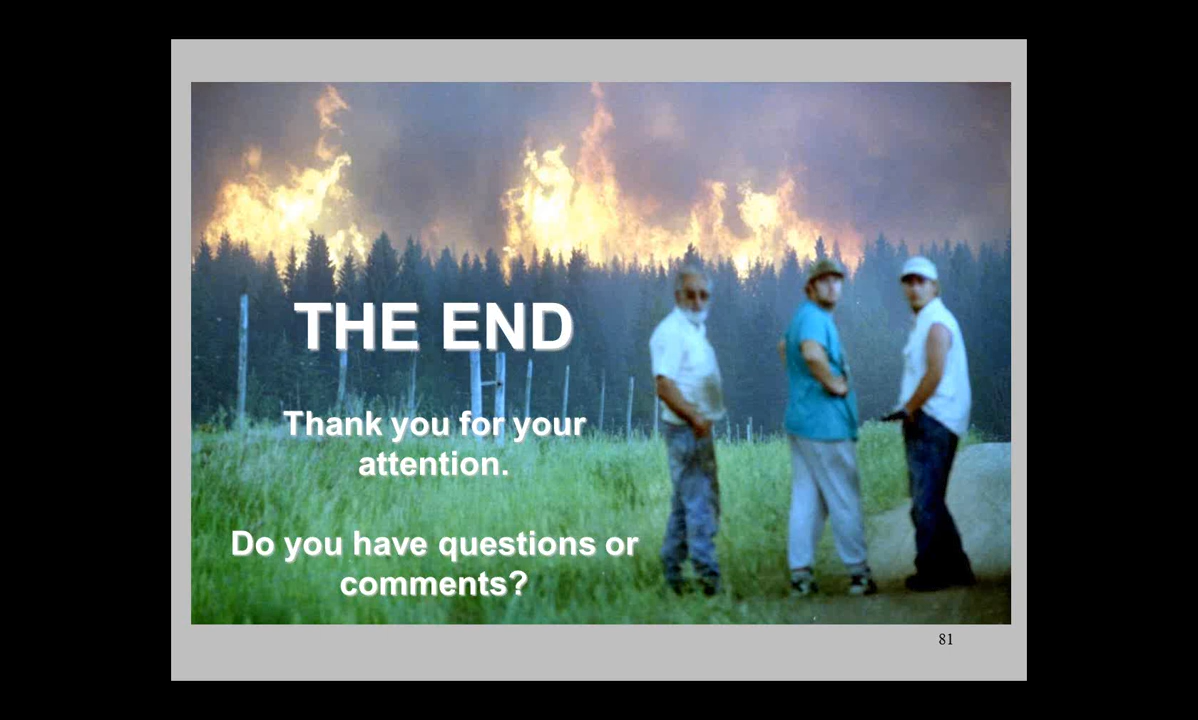 THE END
Thank you for your
attention.
Do you have questions or
comments?
81